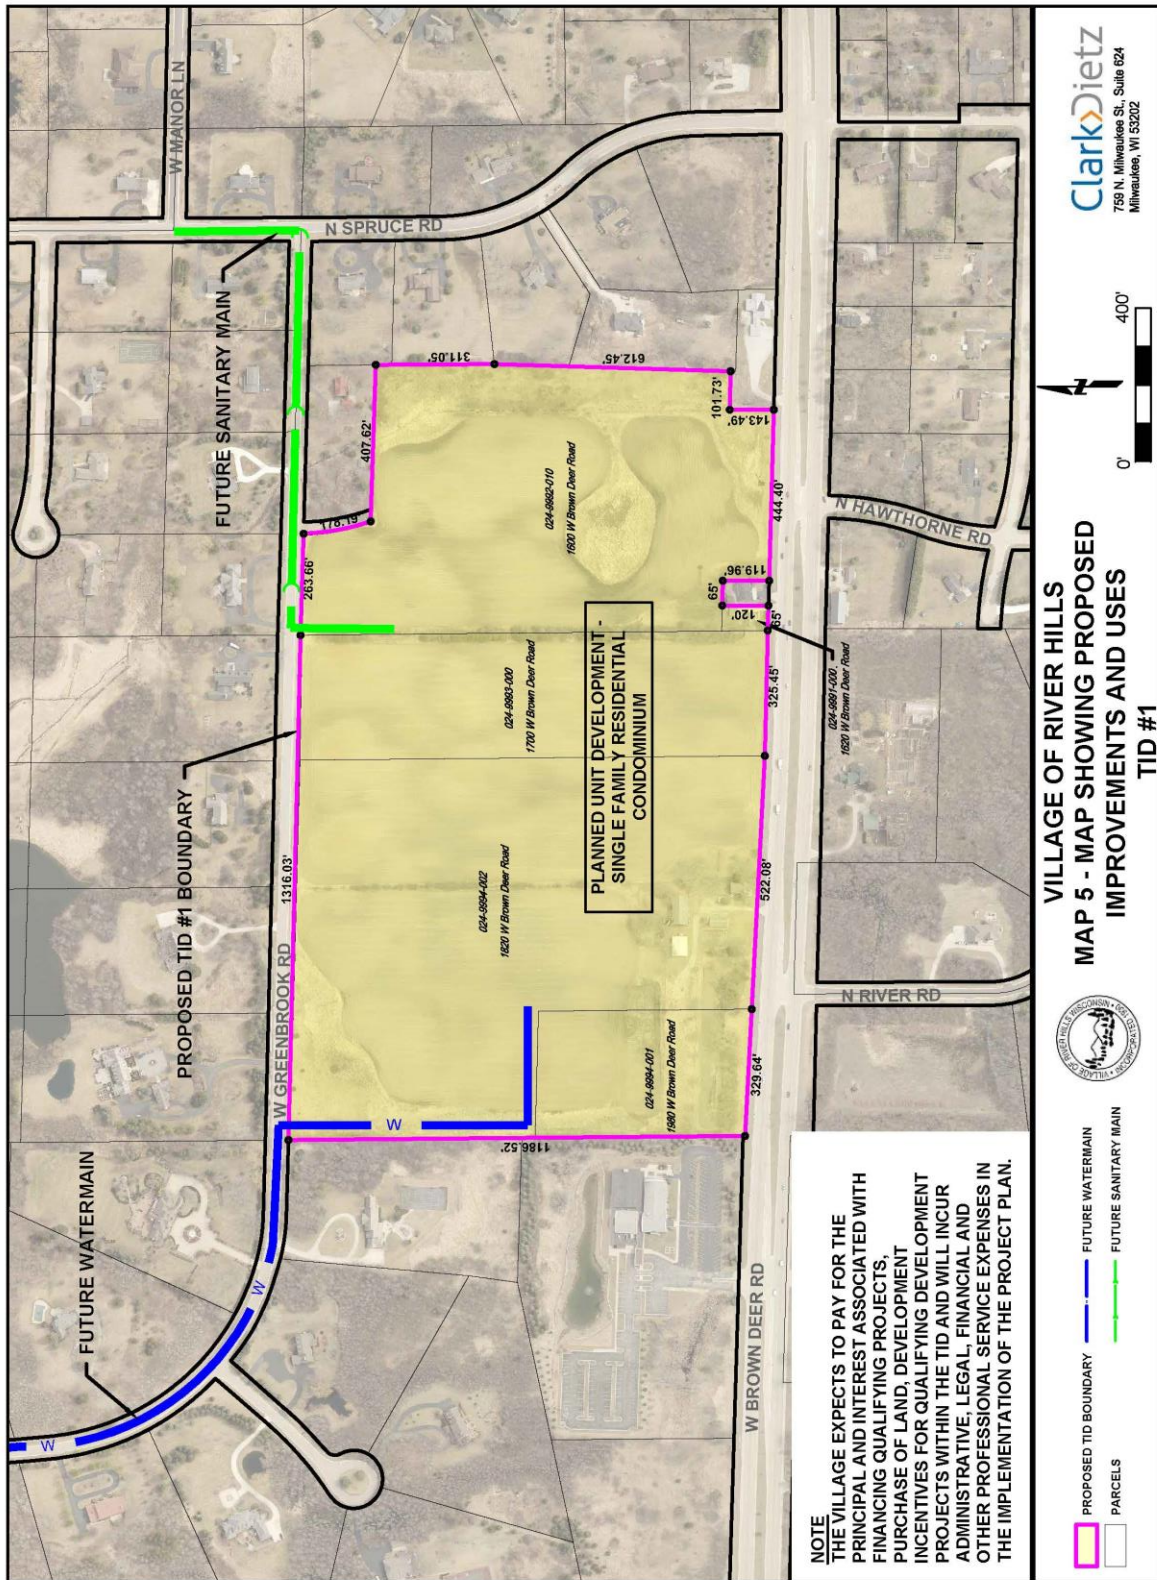 FUTURE WATERMAIN
PROPOSED TID #1 BOUNDARY
FUTURE SANITARY MAIN
W MANOR LN
N SPRUCE RD
W GREENBROOK RD
W
W
W
1316.03'
263.66'
178.19'
407.62'
311.05'
612.45'
101.73'
143.49'
444.40'
119.96'
65'
120'
65'
325.45'
522.08'
329.64'
1186.52'
024-9982-010
1600 W Brown Deer Road
024-9993-000
1700 W Brown Deer Road
024-9994-002
1820 W Brown Deer Road
024-9994-001
1980 W Brown Deer Road
024-9991-000.
1620 W Brown Deer Road
PLANNED UNIT DEVELOPMENT -
SINGLE FAMILY RESIDENTIAL
CONDOMINIUM
W BROWN DEER RD
N RIVER RD
N HAWTHORNE RD
NOTE
THE VILLAGE EXPECTS TO PAY FOR THE
PRINCIPAL AND INTEREST ASSOCIATED WITH
FINANCING QUALIFYING PROJECTS,
PURCHASE OF LAND, DEVELOPMENT
INCENTIVES FOR QUALIFYING DEVELOPMENT
PROJECTS WITHIN THE TID AND WILL INCUR
ADMINISTRATIVE, LEGAL, FINANCIAL AND
OTHER PROFESSIONAL SERVICE EXPENSES IN
THE IMPLEMENTATION OF THE PROJECT PLAN.
PROPOSED TID BOUNDARY
PARCELS
FUTURE WATERMAIN
FUTURE SANITARY MAIN
VILLAGE OF RIVER HILLS WISCONSIN • INCORPORATED 1930 •
VILLAGE OF RIVER HILLS
MAP 5 - MAP SHOWING PROPOSED
IMPROVEMENTS AND USES
TID #1
0'
400'
Clark Dietz
759 N. Milwaukee St., Suite 624
Milwaukee, WI 53202